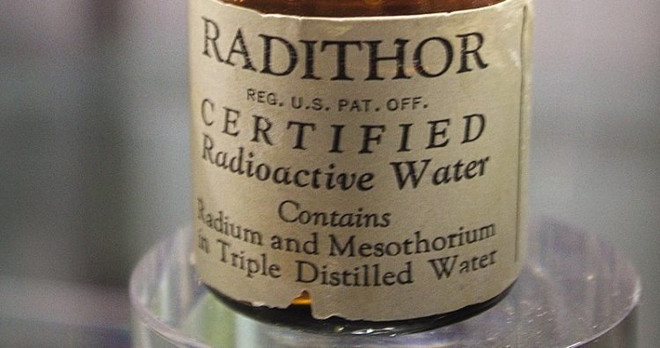 RADITHOR
REG. U.S. PAT. OFF.
CERTIFIED
Radioactive Water
Contains
Radium and Mesothorium
in Triple Distilled Water